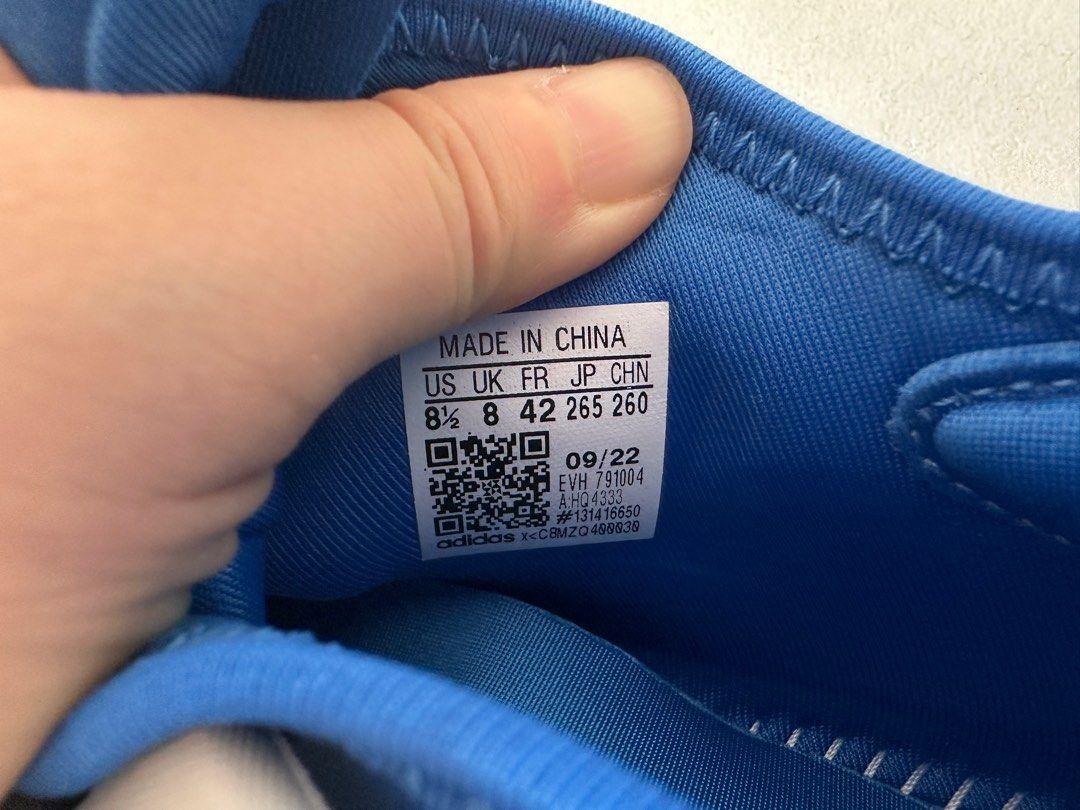 MADE IN CHINA
US UK FR JP CHN
8½ 8 42 265 260
09/22
EVH 791004
A:HQ4333
#131416650
adidas X<C8MZQ400030